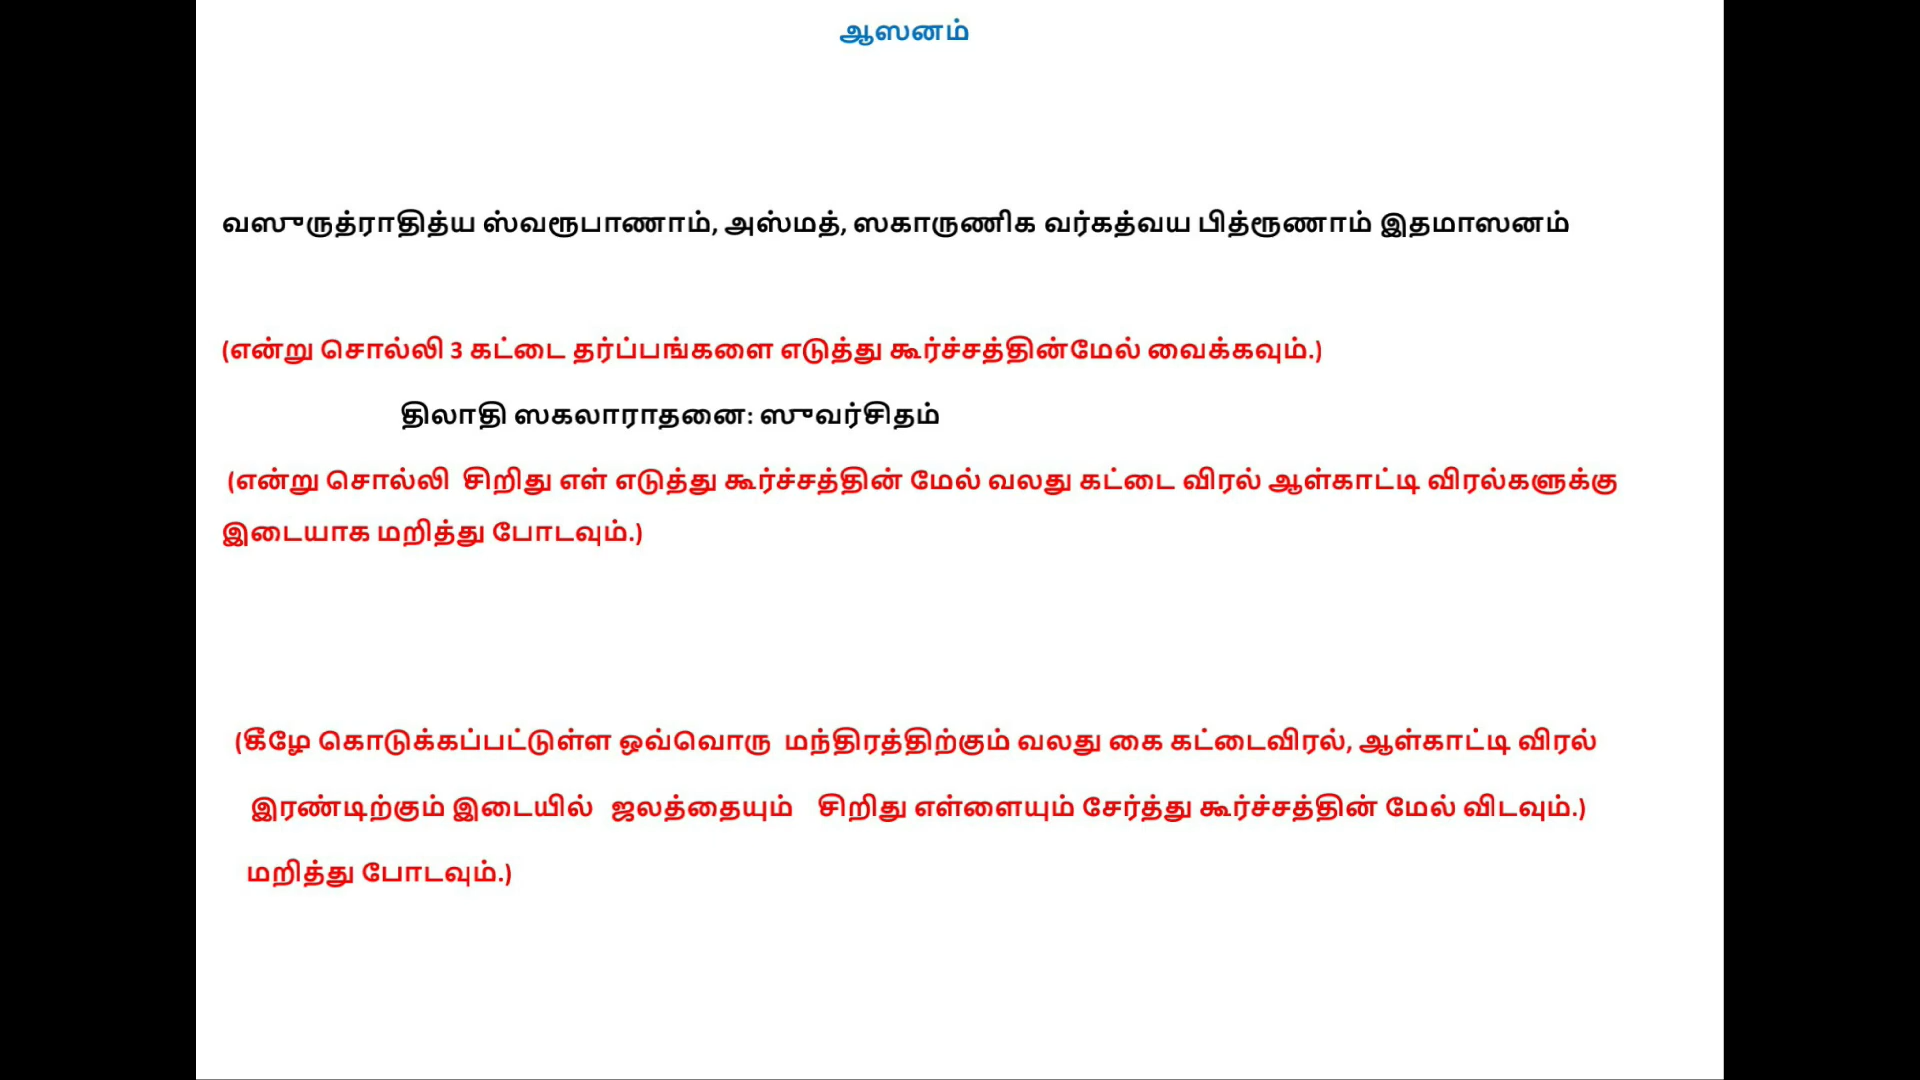 ஆஸனம்
வஸுருத்ராதித்ய ஸ்வரூபாணாம், அஸ்மத், ஸகாருணிக வர்கத்வய பித்ரூணாம் இதமாஸனம்
(என்று சொல்லி 3 கட்டை தர்ப்பங்களை எடுத்து கூர்ச்சத்தின்மேல் வைக்கவும்.)
திலாதி ஸகலாராதனை: ஸுவர்சிதம்
(என்று சொல்லி சிறிது எள் எடுத்து கூர்ச்சத்தின் மேல் வலது கட்டை விரல் ஆள்காட்டி விரல்களுக்கு
இடையாக மறித்து போடவும்.)
(கீழே கொடுக்கப்பட்டுள்ள ஒவ்வொரு மந்திரத்திற்கும் வலது கை கட்டைவிரல், ஆள்காட்டி விரல்
இரண்டிற்கும் இடையில் ஜலத்தையும் சிறிது எள்ளையும் சேர்த்து கூர்ச்சத்தின் மேல் விடவும்.)
மறித்து போடவும்.)